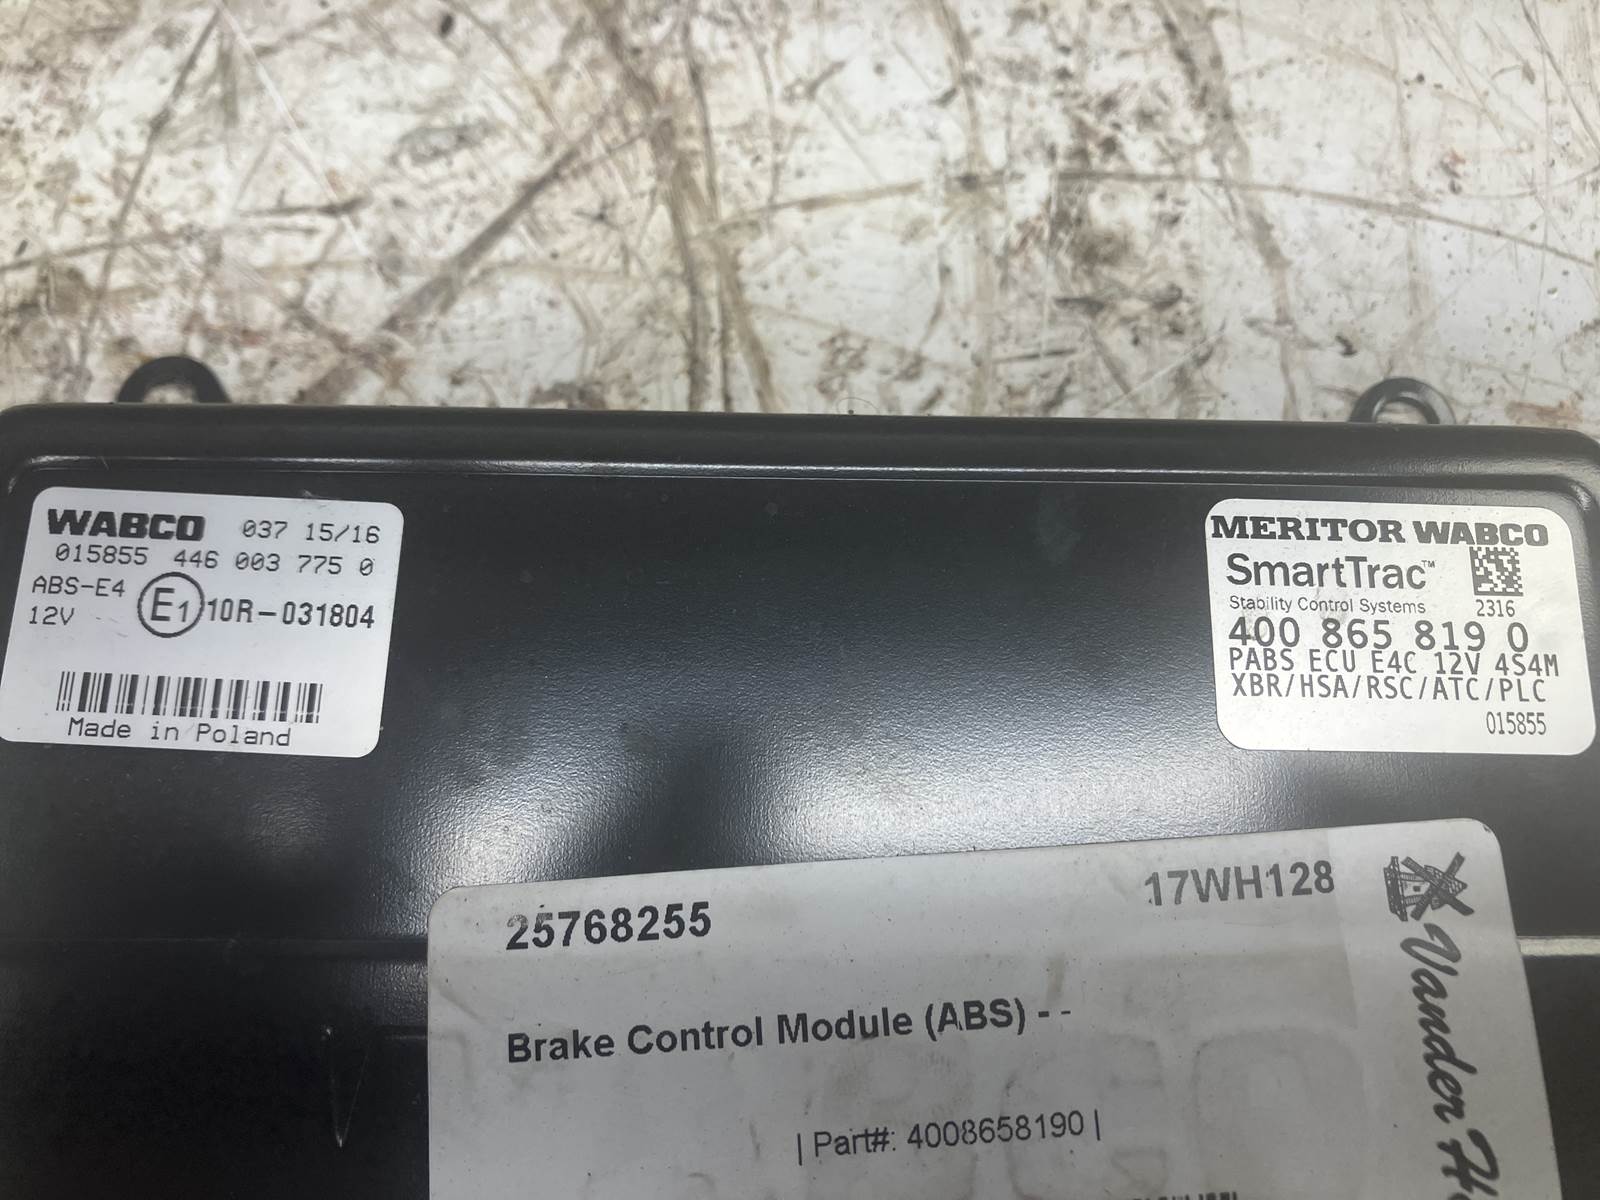 WABCO 037 15/16
015855 446 003 775 0
ABS-E4
12V
E1 10R-031804
Made in Poland
MERITOR WABCO
SmartTrac™
Stability Control Systems 2316
400 865 819 0
PABS ECU E4C 12V 4S4M
XBR/HSA/RSC/ATC/PLC
015855
25768255 17WH128
Brake Control Module (ABS) - -
| Part#: 4008658190 |
Vander H